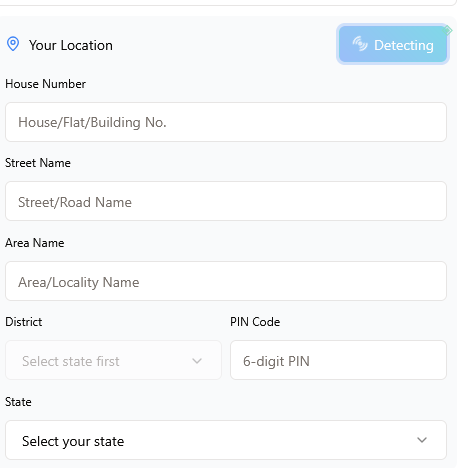 Your Location
Detecting
House Number
House/Flat/Building No.
Street Name
Street/Road Name
Area Name
Area/Locality Name
District
PIN Code
Select state first
6-digit PIN
State
Select your state